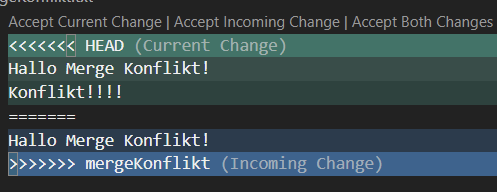 Accept Current Change | Accept Incoming Change | Accept Both Changes
<<<<<<< HEAD (Current Change)
Hallo Merge Konflikt!
Konflikt!!!!
=======
Hallo Merge Konflikt!
>>>>>>> mergeKonflikt (Incoming Change)